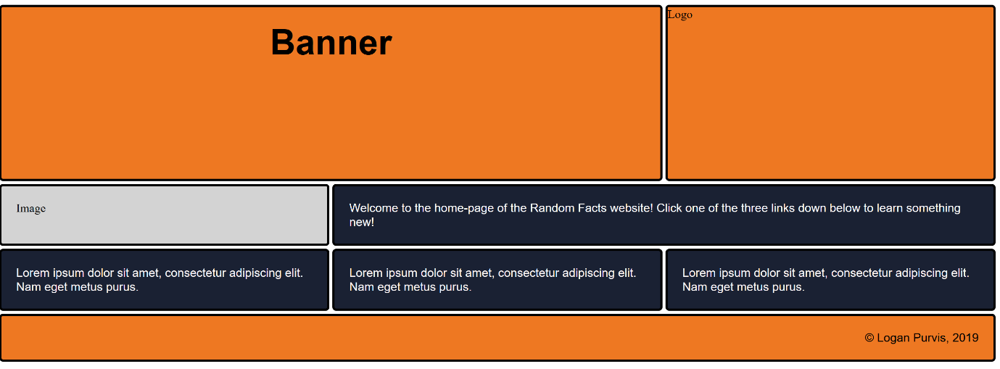 Banner
Logo
Image
Welcome to the home-page of the Random Facts website! Click one of the three links down below to learn something
new!
Lorem ipsum dolor sit amet, consectetur adipiscing elit.
Nam eget metus purus.
Lorem ipsum dolor sit amet, consectetur adipiscing elit.
Nam eget metus purus.
Lorem ipsum dolor sit amet, consectetur adipiscing elit.
Nam eget metus purus.
© Logan Purvis, 2019